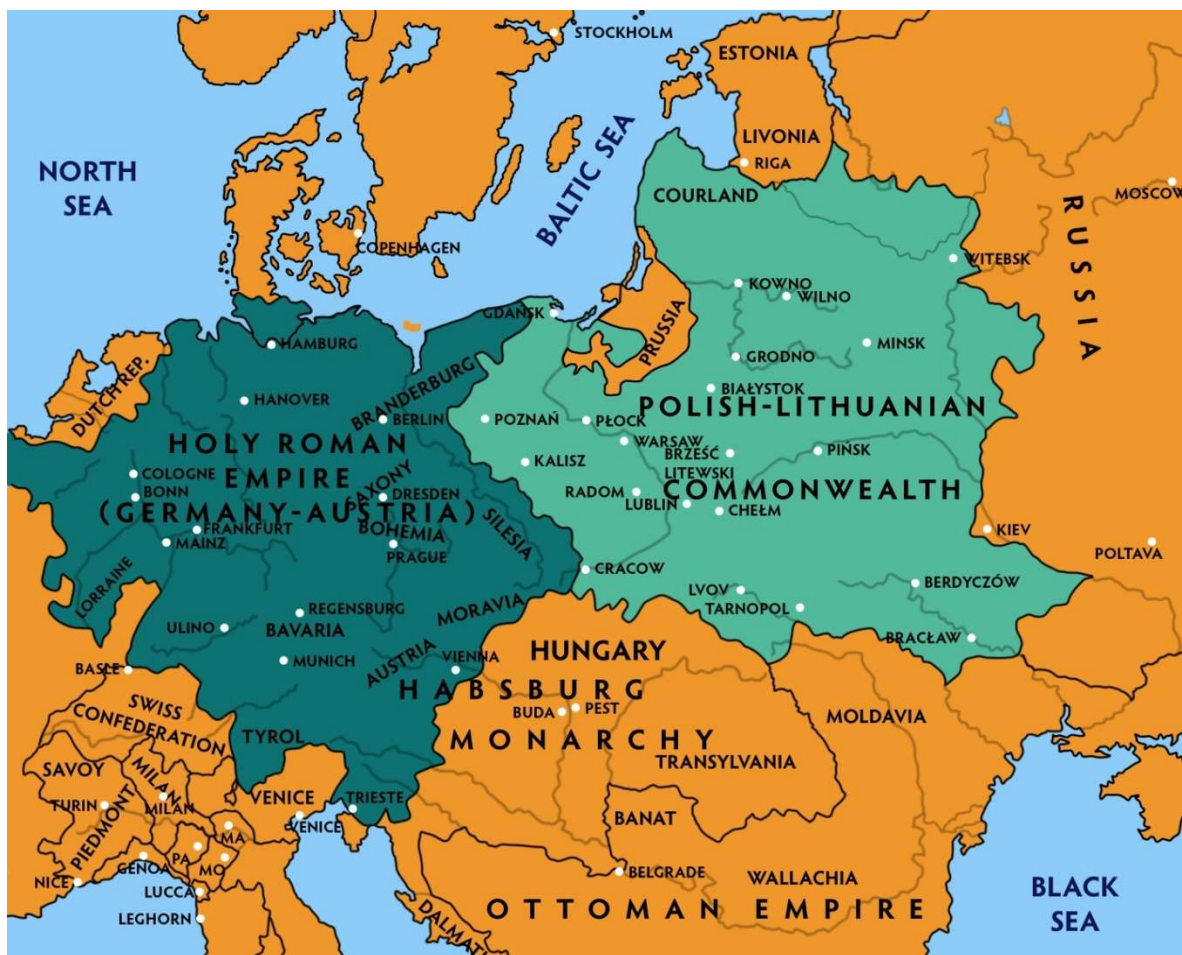 STOCKHOLM
ESTONIA
NORTH
SEA
BALTIC SEA
LIVONIA
RIGA
COURLAND
MOSCOW
RUSSIA
COPENHAGEN
WITEBSK
KOWNO
WILNO
GDAŃSK
PRUSSIA
HAMBURG
MINSK
GRODNO
DUTCH REP.
HANOVER
BRANDERBURG
BERLIN
BIAŁYSTOK
POLISH-LITHUANIAN
POZNAŃ
PŁOCK
HOLY ROMAN
EMPIRE
(GERMANY-AUSTRIA)
WARSAW
BRZEŚĆ
LITEWSKI
PIŃSK
KALISZ
COLOGNE
BONN
SAXONY
DRESDEN
RADOM
LUBLIN
COMMONWEALTH
CHEŁM
SILESIA
FRANKFURT
MAINZ
BOHEMIA
PRAGUE
KIEV
POLTAVA
LORRAINE
CRACOW
LVOV
TARNOPOL
BERDYCZÓW
REGENSBURG
MORAVIA
ULINO
BAVARIA
BRACŁAW
MUNICH
AUSTRIA
VIENNA
HUNGARY
BASLE
HABSBURG
MONARCHY
SWISS
CONFEDERATION
BUDA
PEST
MOLDAVIA
TYROL
TRANSYLVANIA
SAVOY
MILAN
MILAN
TURIN
PIEDMONT
VENICE
VENICE
TRIESTE
BANAT
MA
PA
MO
GENOA
NICE
LUCCA
LEGHORN
BELGRADE
WALLACHIA
OTTOMAN EMPIRE
DALMATI
BLACK
SEA